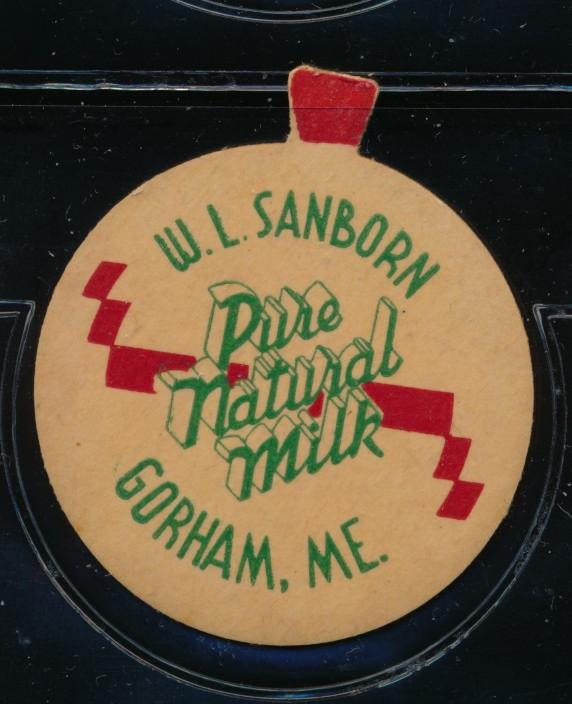 W. L. SANBORN
Pure
Natural
Milk
GORHAM, ME.